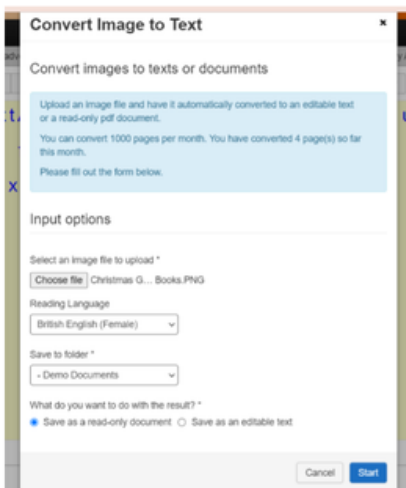 Convert Image to Text ×
Convert images to texts or documents
Upload an image file and have it automatically converted to an editable text
or a read-only pdf document.
You can convert 1000 pages per month. You have converted 4 page(s) so far
this month.
Please fill out the form below.
Input options
Select an image file to upload *
Choose file Christmas G... Books.PNG
Reading Language
British English (Female)
Save to folder *
- Demo Documents
What do you want to do with the result? *
Save as a read-only document Save as an editable text
Cancel Start